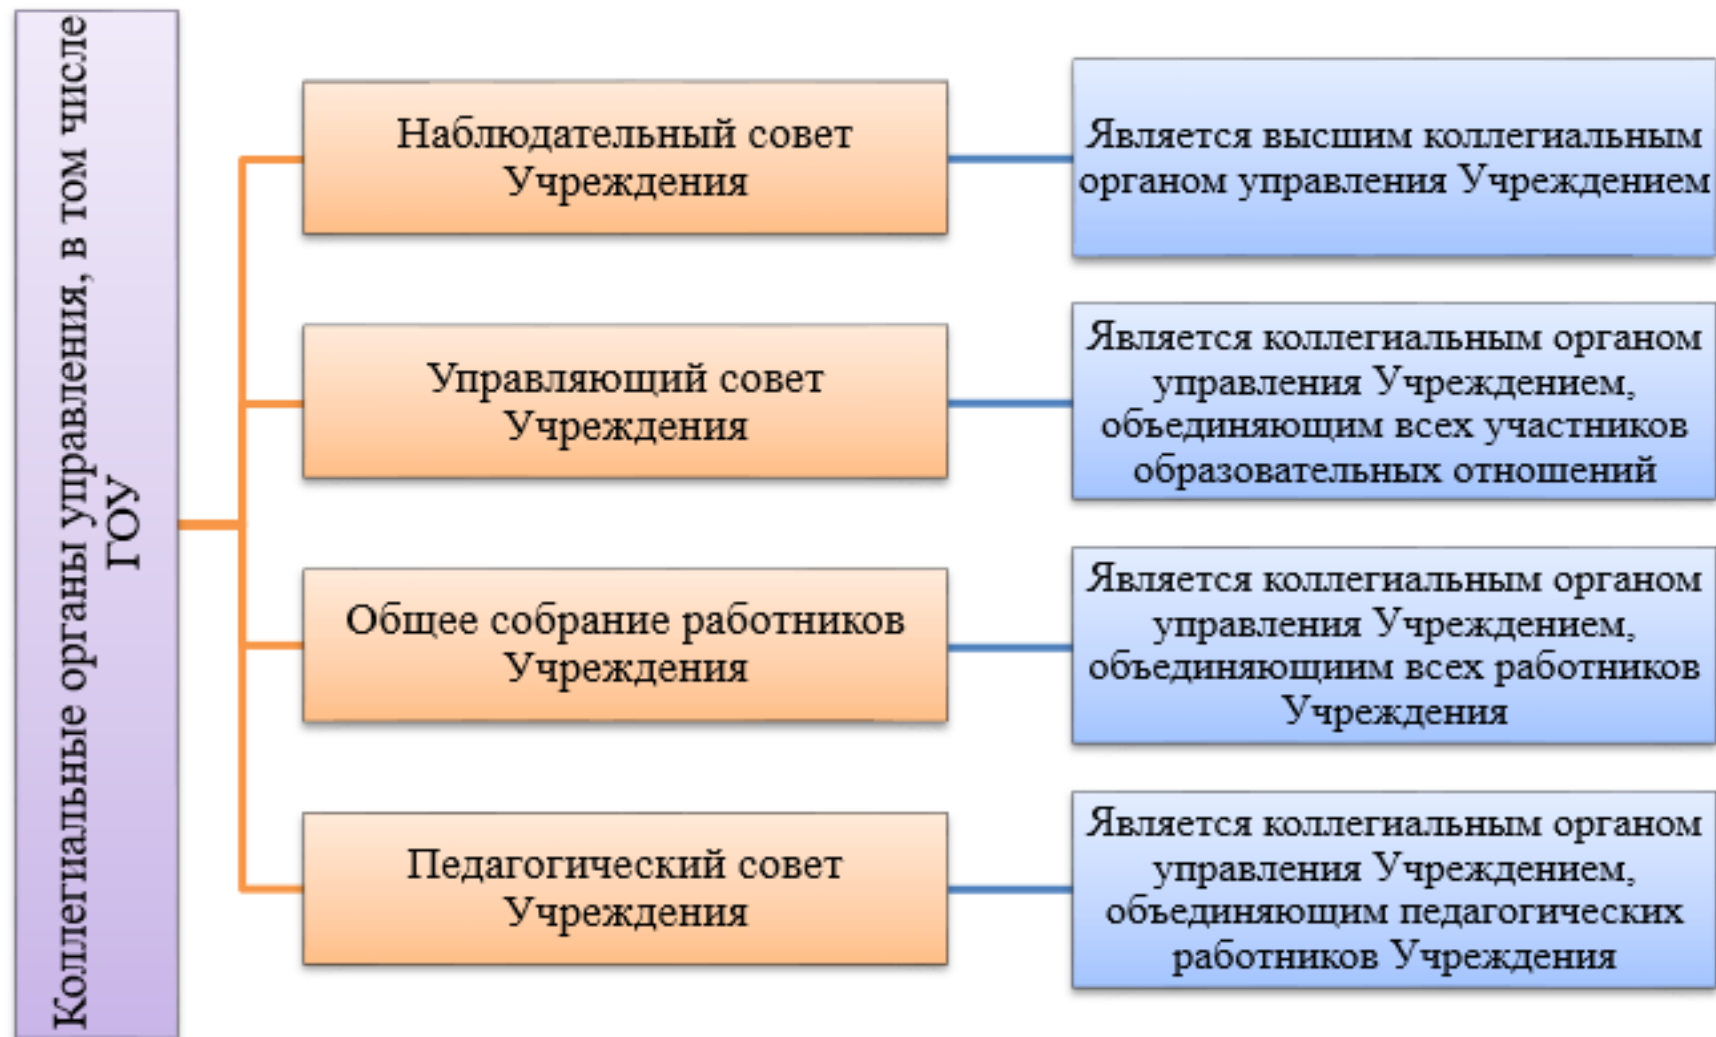 Коллегиальные органы управления, в том числе
ГОУ
Наблюдательный совет
Учреждения
Является высшим коллегиальным
органом управления Учреждением
Управляющий совет
Учреждения
Является коллегиальным органом
управления Учреждением,
объединяющим всех участников
образовательных отношений
Общее собрание работников
Учреждения
Является коллегиальным органом
управления Учреждением,
объединяющиим всех работников
Учреждения
Педагогический совет
Учреждения
Является коллегиальным органом
управления Учреждением,
объединяющим педагогических
работников Учреждения